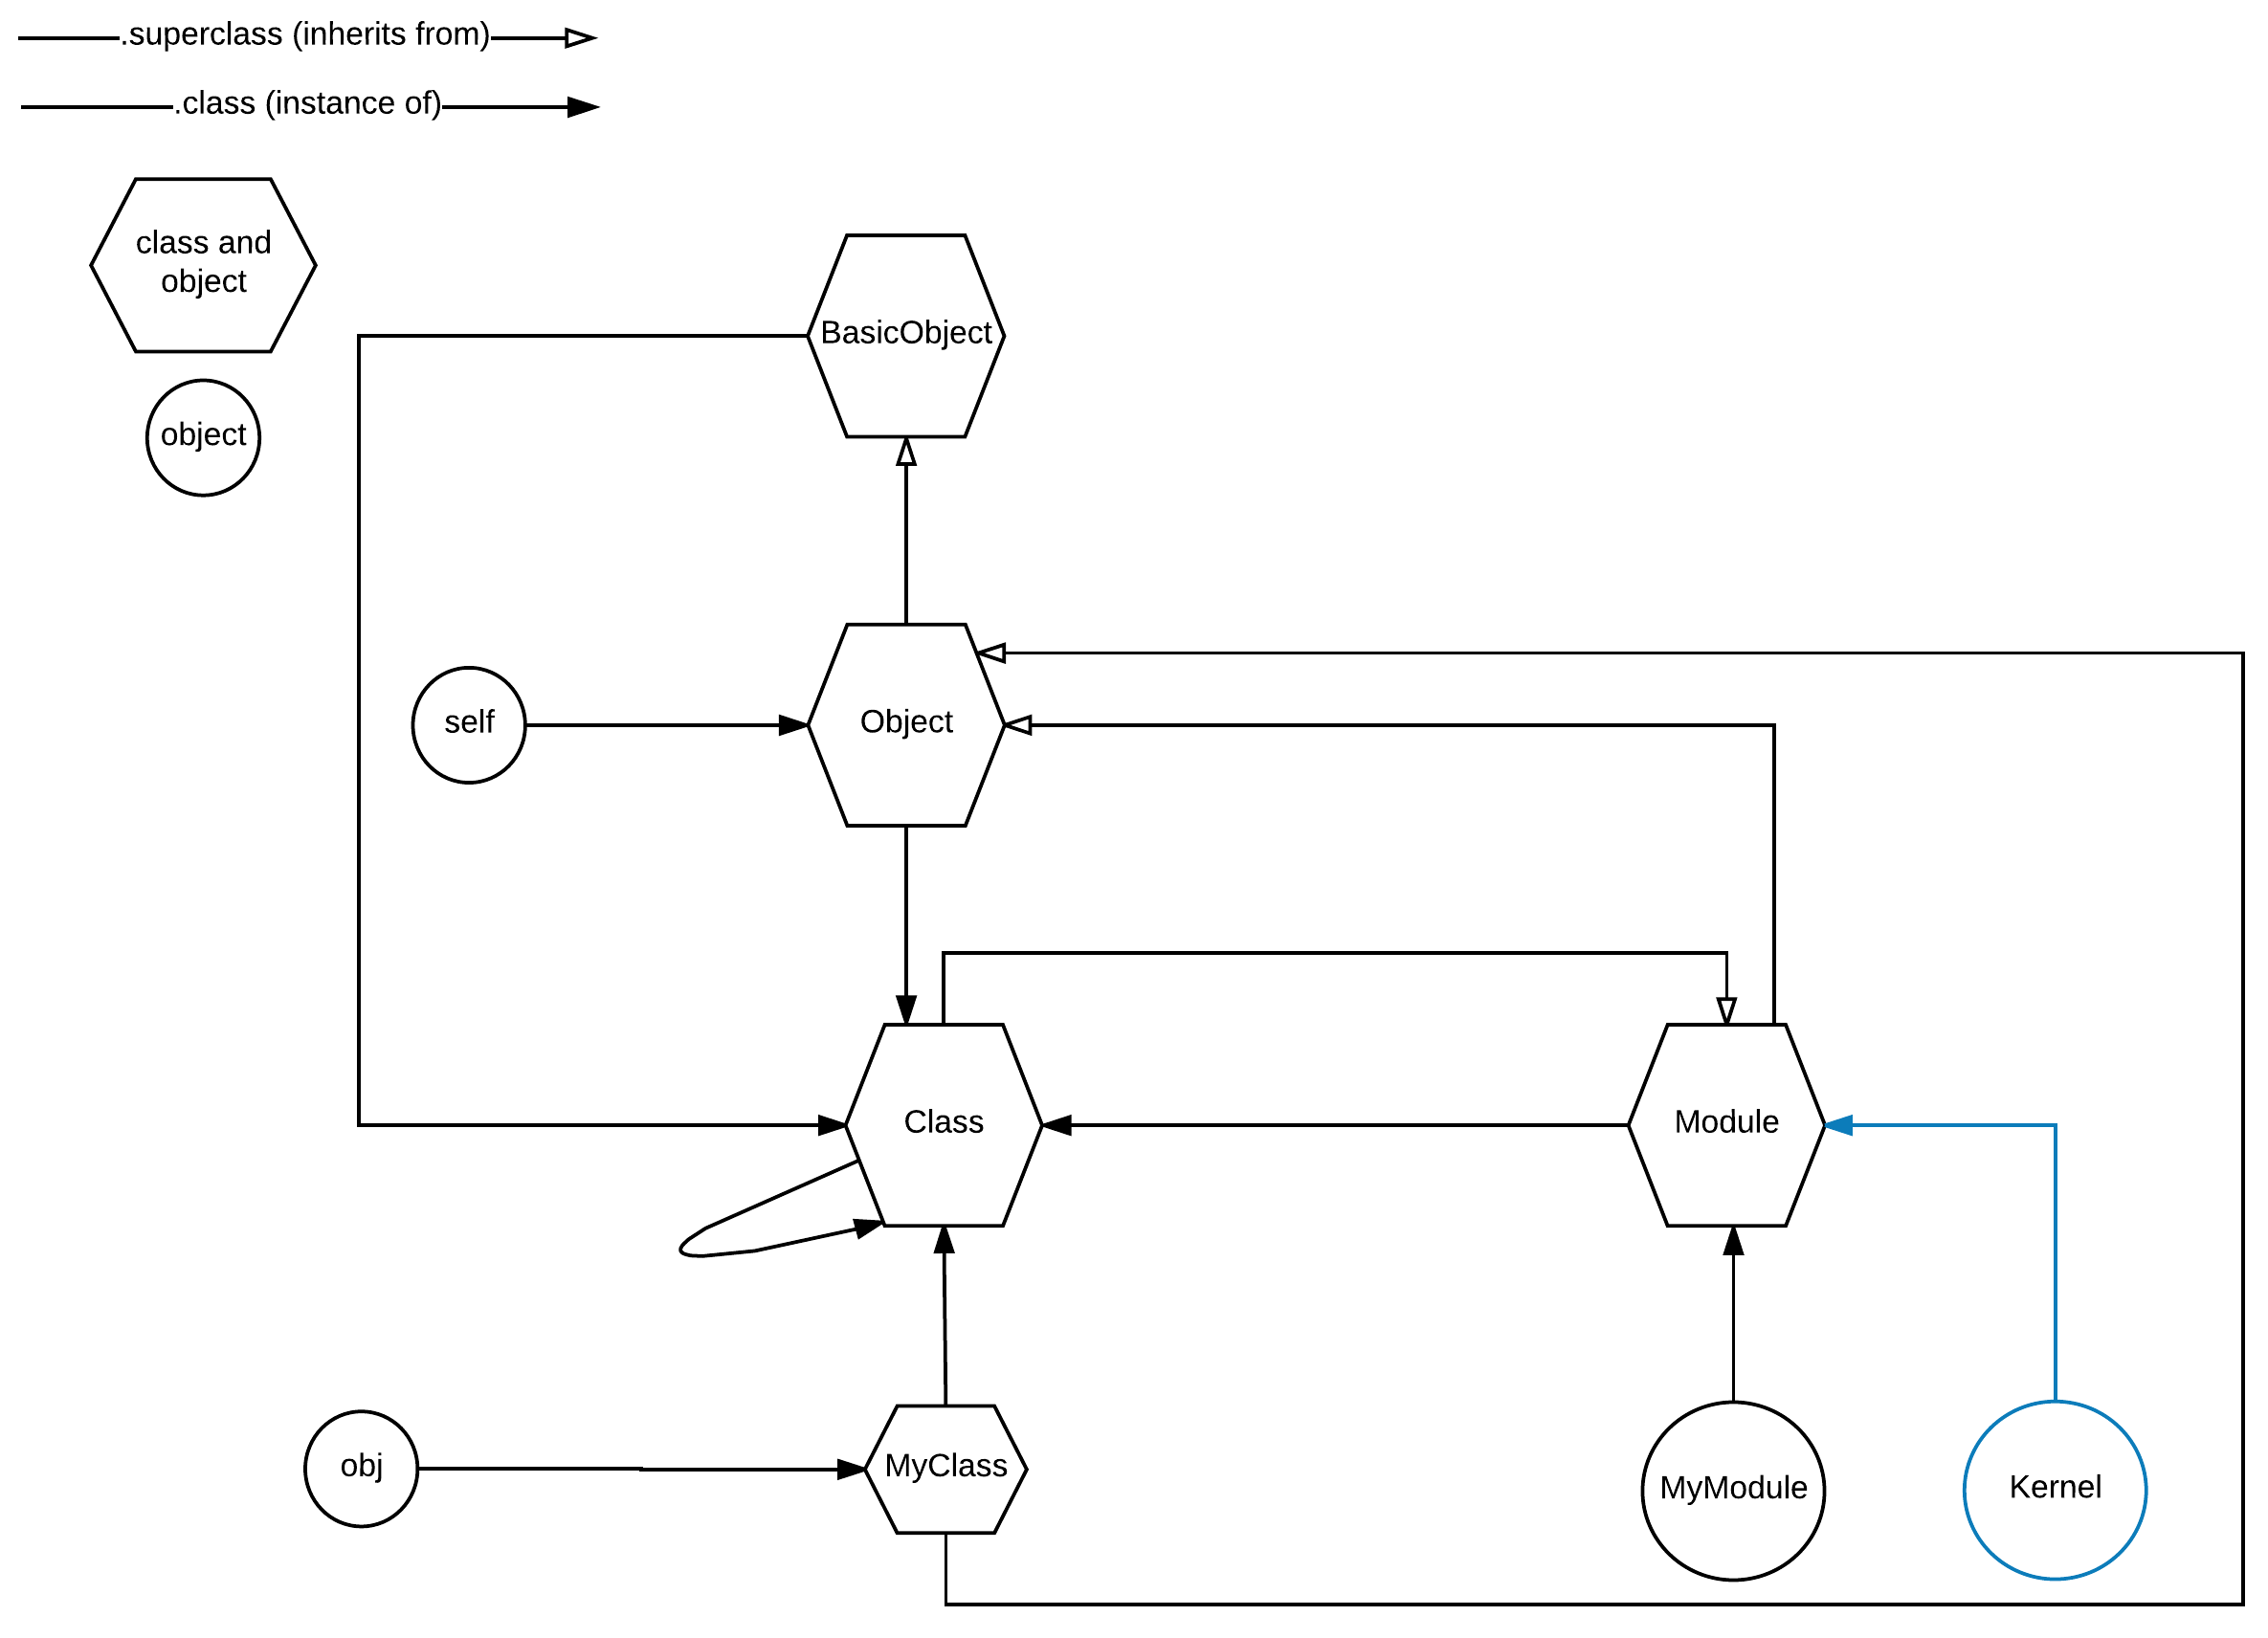 .superclass (inherits from)
.class (instance of)
class and
object
object
BasicObject
self
Object
Class
Module
obj
MyClass
MyModule
Kernel